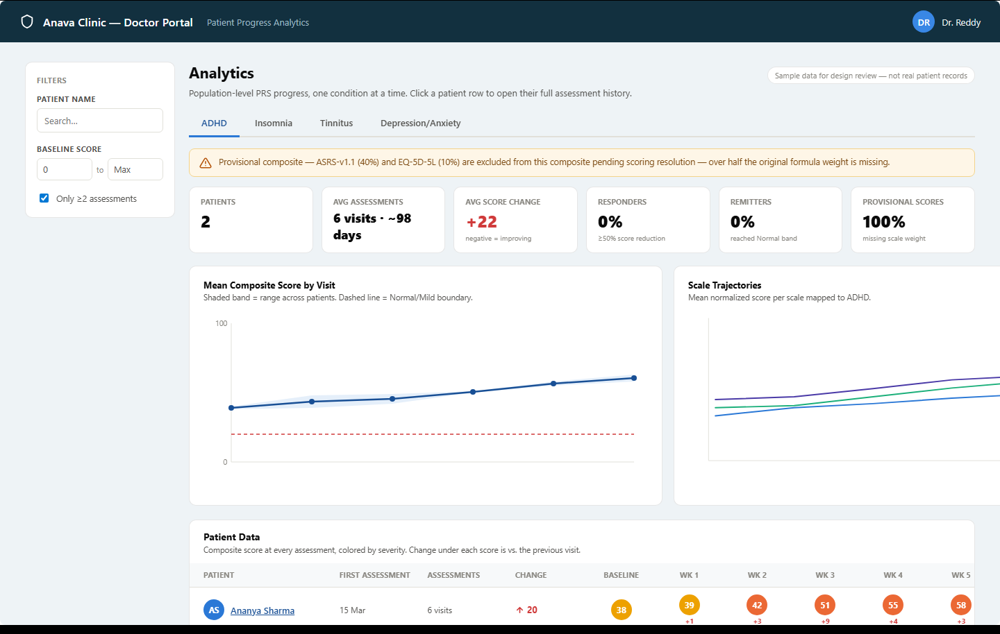 Anava Clinic — Doctor Portal
Patient Progress Analytics
DR
Dr. Reddy
FILTERS
PATIENT NAME
Search...
BASELINE SCORE
0
to
Max
Only ≥2 assessments
Analytics
Population-level PRS progress, one condition at a time. Click a patient row to open their full assessment history.
Sample data for design review — not real patient records
ADHD
Insomnia
Tinnitus
Depression/Anxiety
Provisional composite — ASRS-v1.1 (40%) and EQ-5D-5L (10%) are excluded from this composite pending scoring resolution — over half the original formula weight is missing.
PATIENTS
2
AVG ASSESSMENTS
6 visits · ~98
days
AVG SCORE CHANGE
+22
negative = improving
RESPONDERS
0%
≥50% score reduction
REMITTERS
0%
reached Normal band
PROVISIONAL SCORES
100%
missing scale weight
Mean Composite Score by Visit
Shaded band = range across patients. Dashed line = Normal/Mild boundary.
100
0
Scale Trajectories
Mean normalized score per scale mapped to ADHD.
Patient Data
Composite score at every assessment, colored by severity. Change under each score is vs. the previous visit.
PATIENT FIRST ASSESSMENT ASSESSMENTS CHANGE BASELINE WK 1 WK 2 WK 3 WK 4 WK 5
AS Ananya Sharma 15 Mar 6 visits ↑ 20 38 39 42 51 55 58
+1 +3 +9 +4 +3